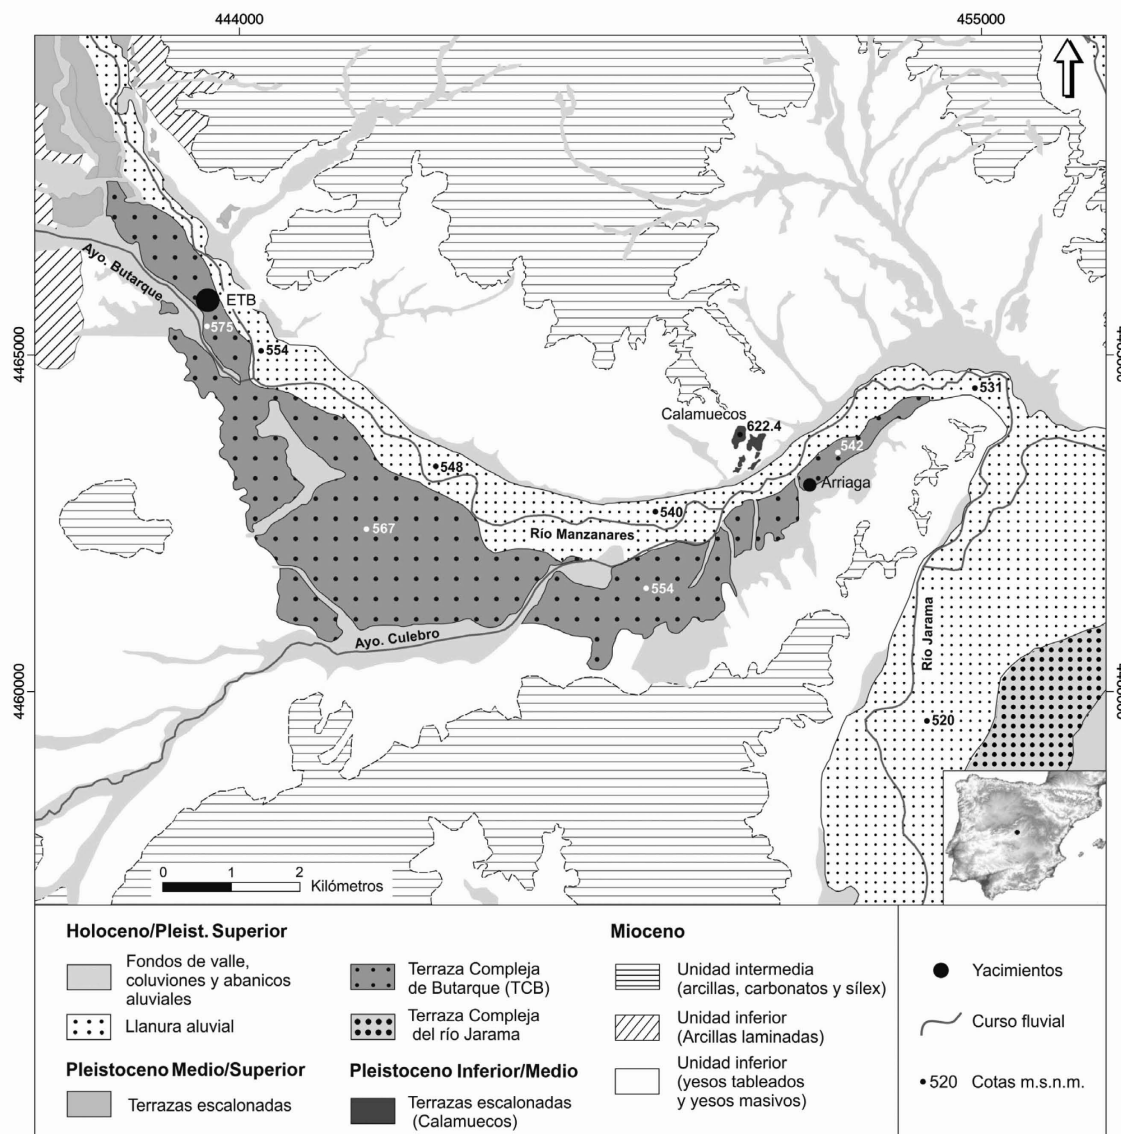 444000
455000
Ayo. Butarque
ETB
575
554
4465000
4465000
531
Calamuecos
622.4
542
548
Arriaga
540
567
Río Manzanares
554
Ayo. Culebro
Río Jarama
4460000
4460000
520
0 1 2 Kilómetros
Holoceno/Pleist. Superior
Fondos de valle,
coluviones y abanicos
aluviales
Llanura aluvial
Pleistoceno Medio/Superior
Terrazas escalonadas
Terraza Compleja
de Butarque (TCB)
Terraza Compleja
del río Jarama
Pleistoceno Inferior/Medio
Terrazas escalonadas
(Calamuecos)
Mioceno
Unidad intermedia
(arcillas, carbonatos y sílex)
Unidad inferior
(Arcillas laminadas)
Unidad inferior
(yesos tableados
y yesos masivos)
Yacimientos
Curso fluvial
520 Cotas m.s.n.m.